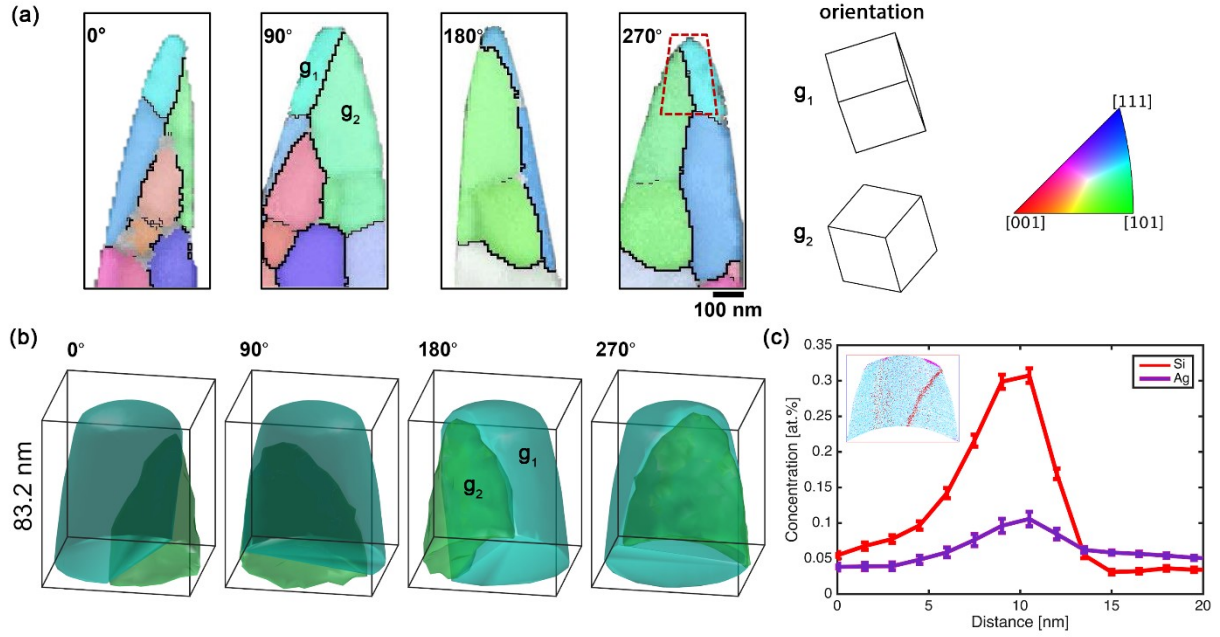 (a)
0°
90°
180°
270°
g1
g2
100 nm
orientation
g1
g2
[111]
[001]
[101]
(b)
0°
90°
180°
270°
83.2 nm
g1
g2
(c)
Si
Ag
Concentration [at.%]
0.35
0.3
0.25
0.2
0.15
0.1
0.05
0
0
5
10
15
20
Distance [nm]